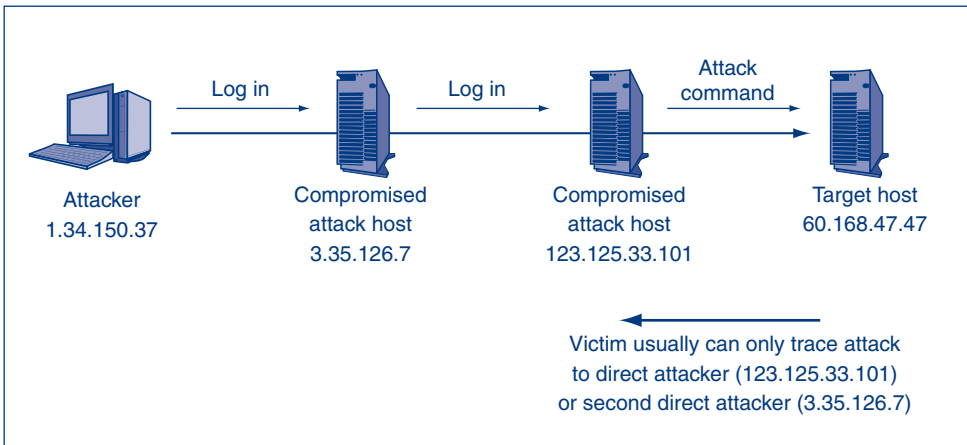 Log in
Log in
Attack
command
Attacker
1.34.150.37
Compromised
attack host
3.35.126.7
Compromised
attack host
123.125.33.101
Target host
60.168.47.47
Victim usually can only trace attack
to direct attacker (123.125.33.101)
or second direct attacker (3.35.126.7)